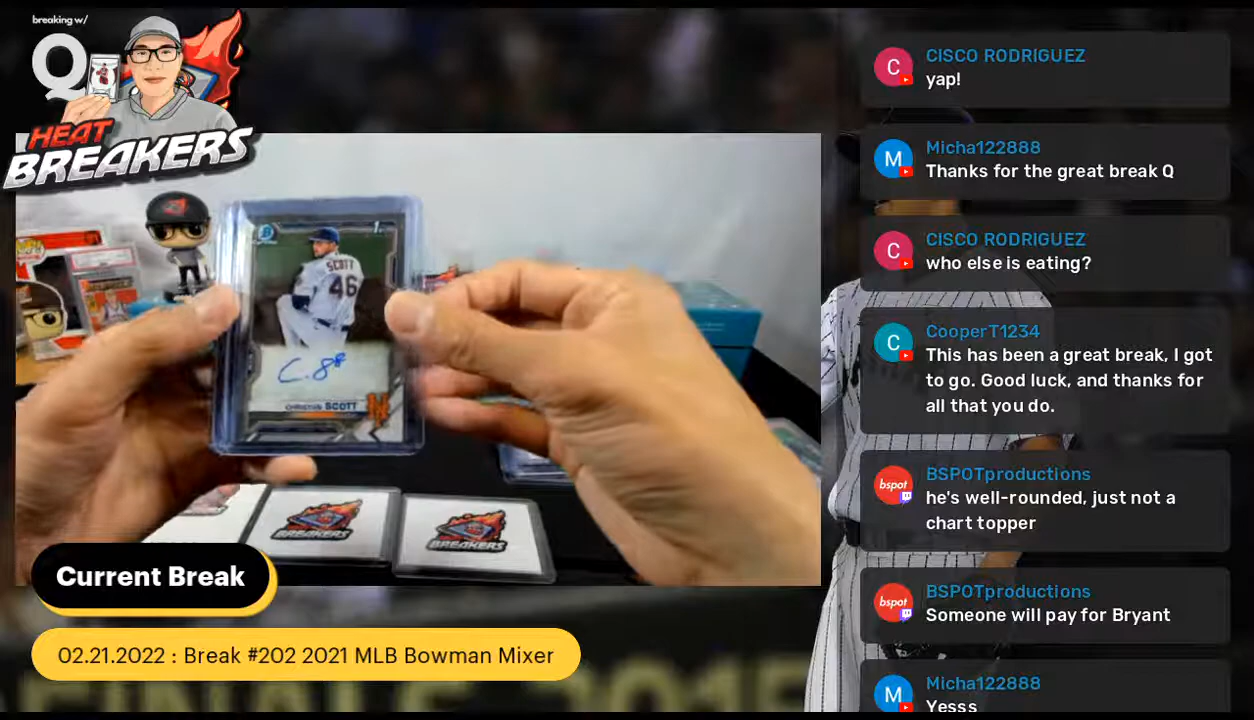 breaking w/
Q
HEAT
BREAKERS
SCOTT
46
C. S
CHRISTIAN SCOTT
BREAKERS
BREAKERS
Current Break
02.21.2022 : Break #202 2021 MLB Bowman Mixer
C
CISCO RODRIGUEZ
yap!
M
Micha122888
Thanks for the great break Q
C
CISCO RODRIGUEZ
who else is eating?
C
CooperT1234
This has been a great break, I got
to go. Good luck, and thanks for
all that you do.
bspot
BSPOTproductions
he's well-rounded, just not a
chart topper
bspot
BSPOTproductions
Someone will pay for Bryant
M
Micha122888
Yesss